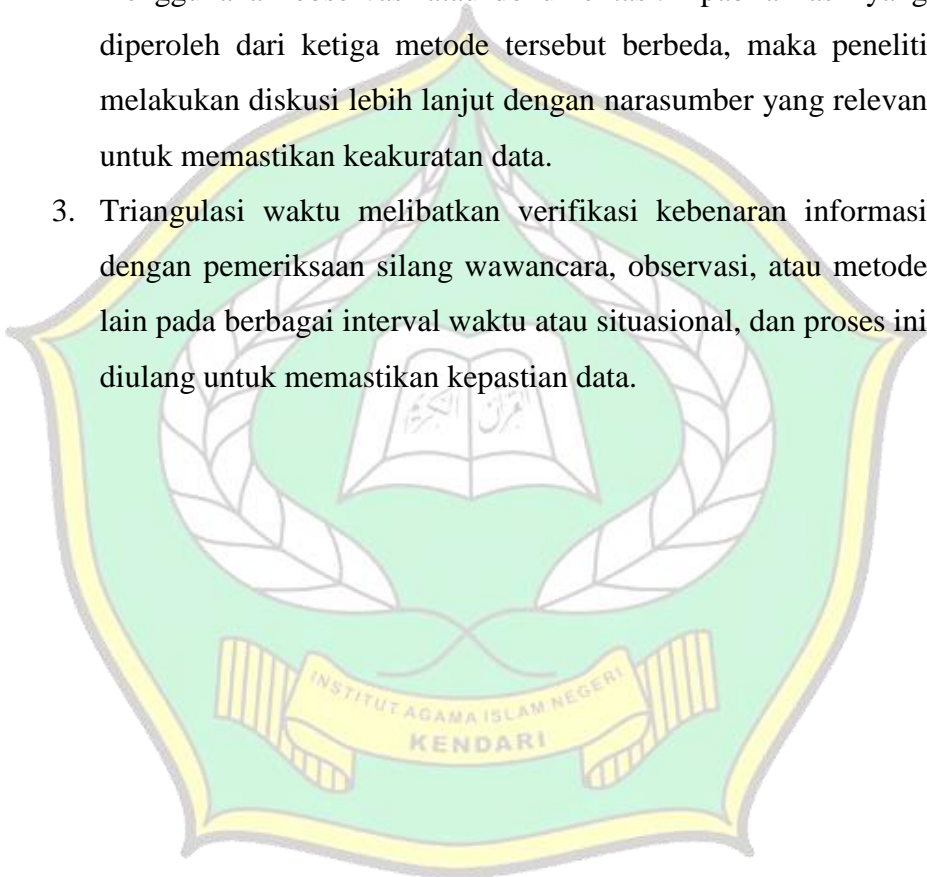 diperoleh dari ketiga metode tersebut berbeda, maka peneliti
melakukan diskusi lebih lanjut dengan narasumber yang relevan
untuk memastikan keakuratan data.
3. Triangulasi waktu melibatkan verifikasi kebenaran informasi
dengan pemeriksaan silang wawancara, observasi, atau metode
lain pada berbagai interval waktu atau situasional, dan proses ini
diulang untuk memastikan kepastian data.
INSTITUT AGAMA ISLAM NEGERI
KENDARI